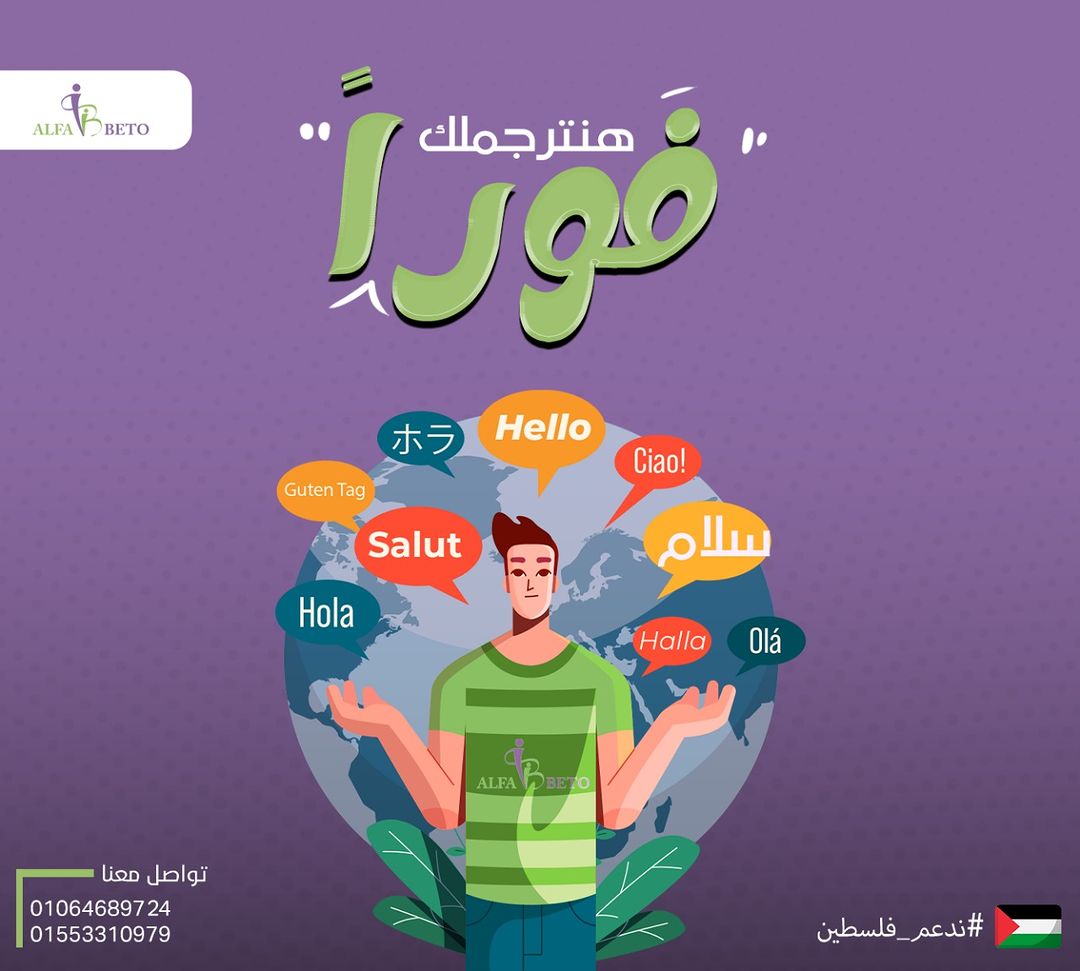 ALFA BETO
هنترجملك
"فَوراً"
Hello
ホラ
Ciao!
Guten Tag
سلام
Salut
Hola
Halla
Olá
ALFA BETO
تواصل معنا
01064689724
01553310979
#ندعم_فلسطين